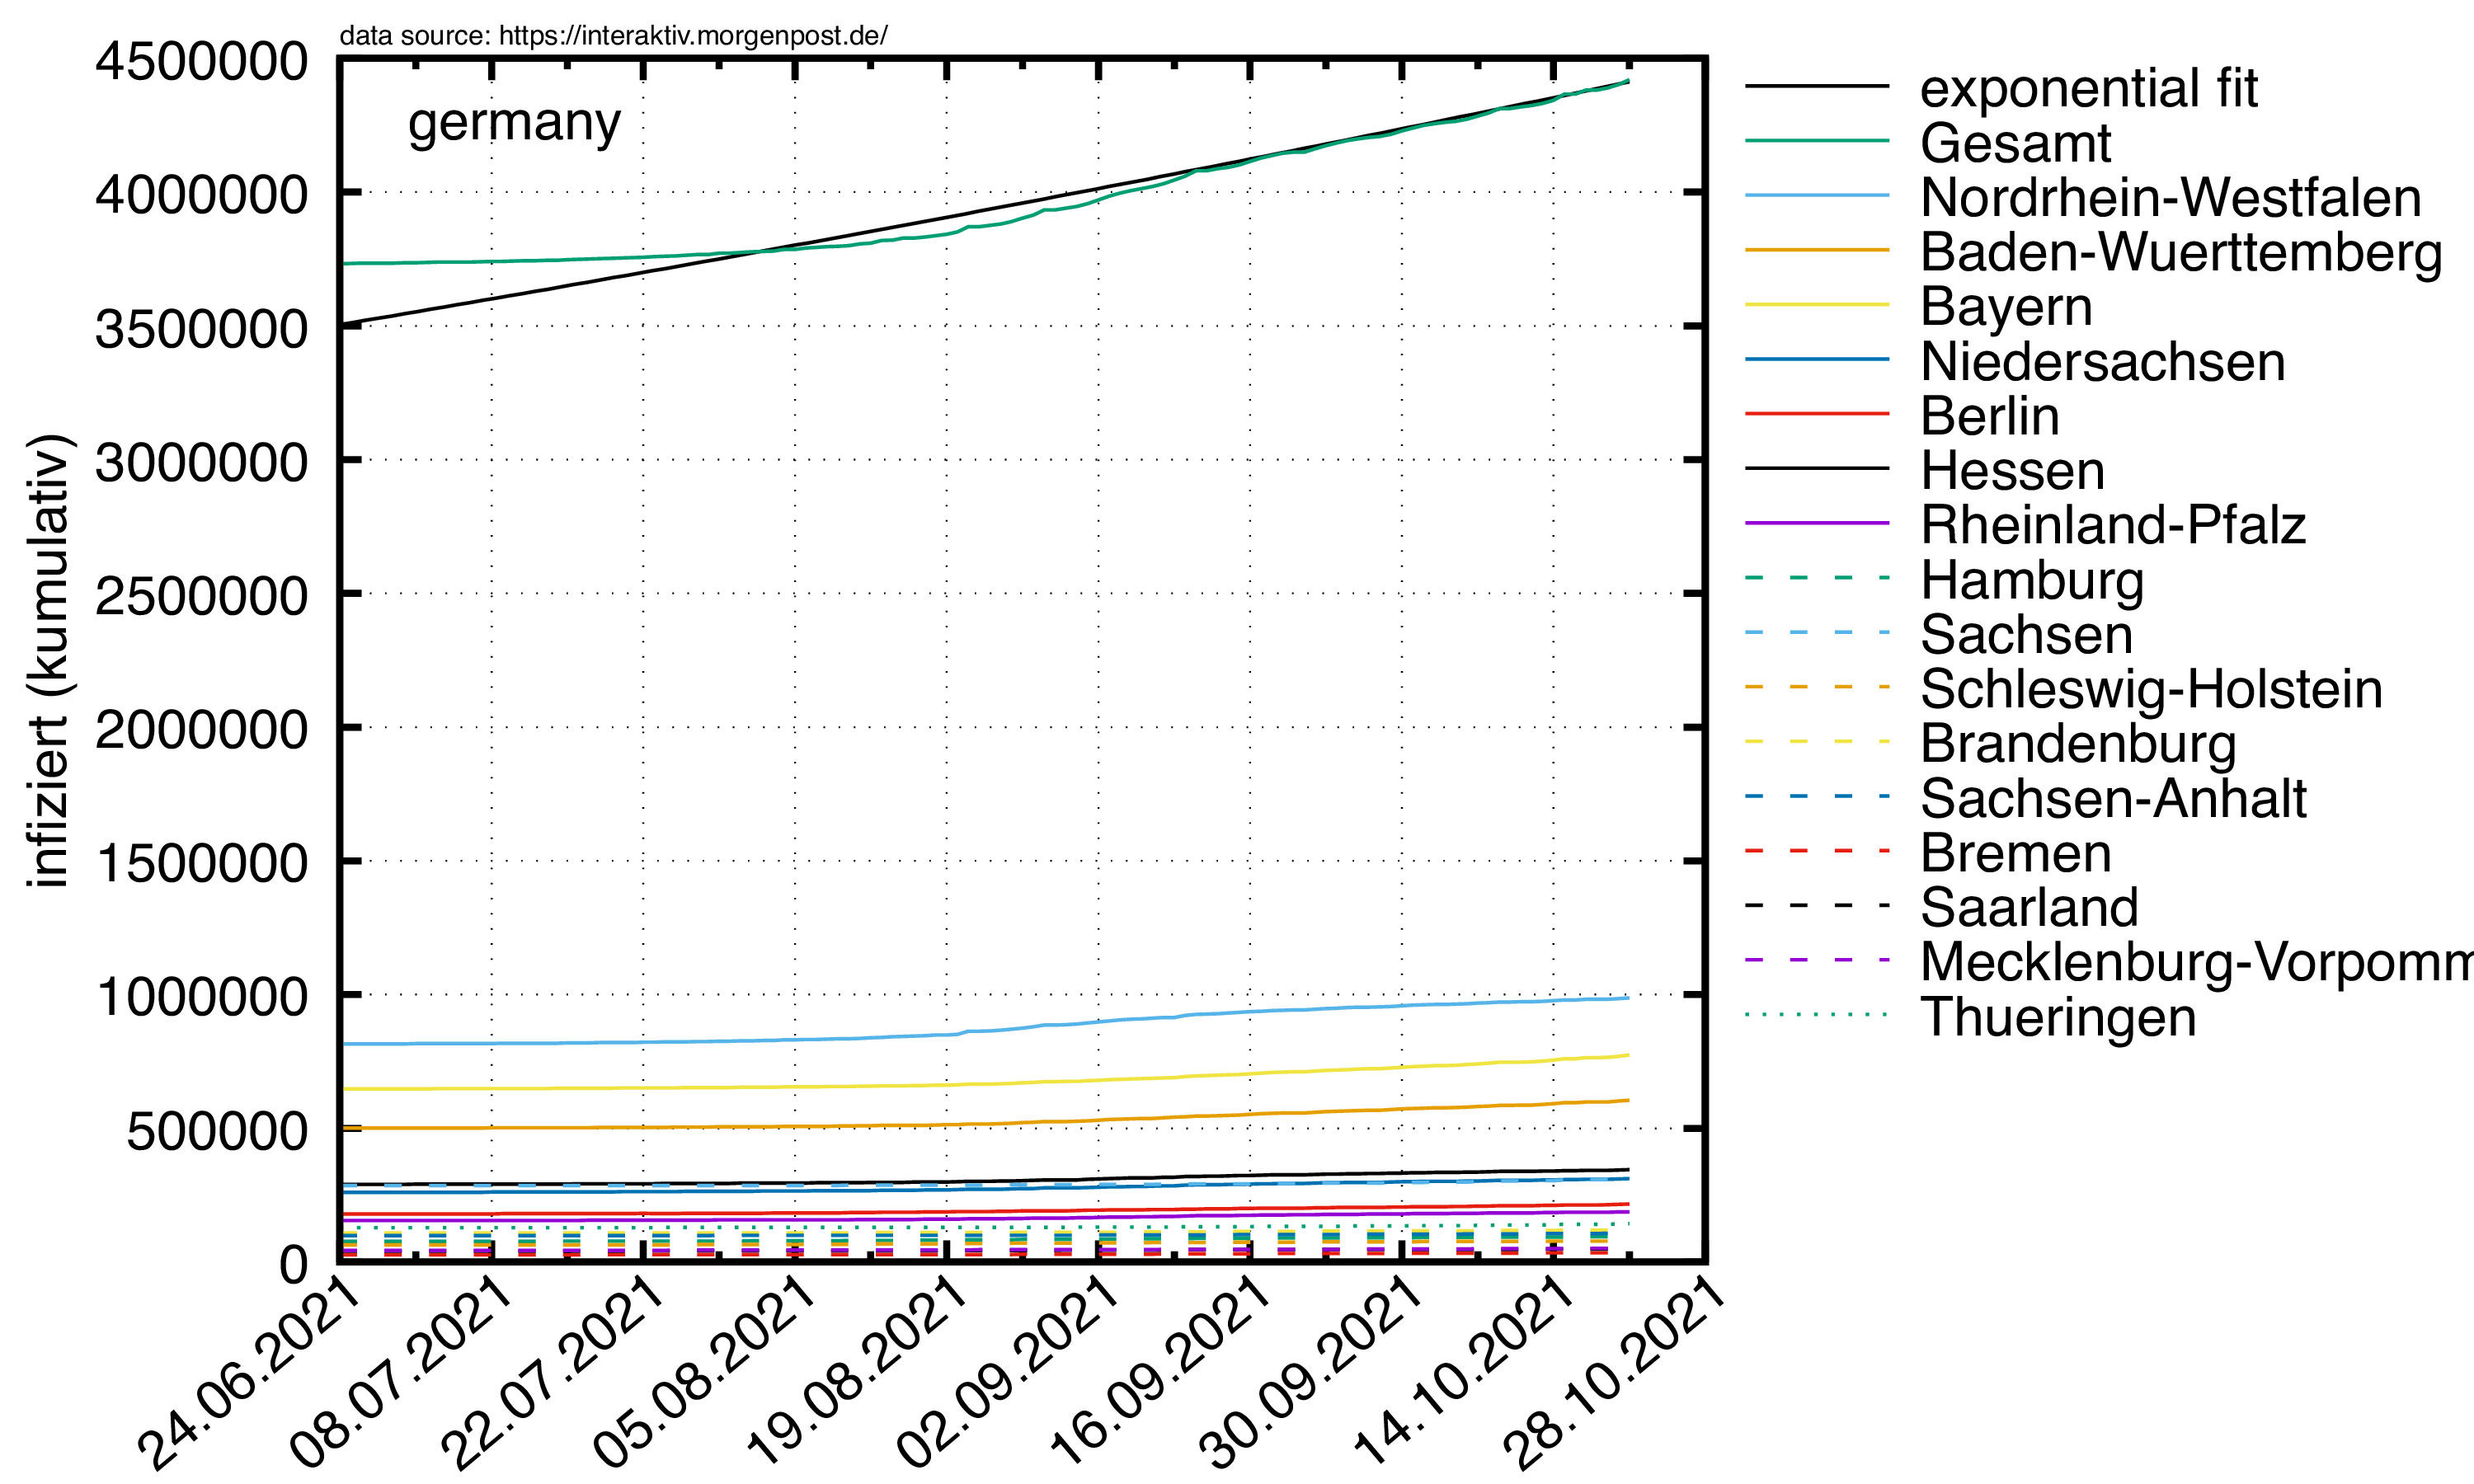 data source: https://interaktiv.morgenpost.de/
germany
infiziert (kumulativ)
4500000
4000000
3500000
3000000
2500000
2000000
1500000
1000000
500000
0
24.06.2021
08.07.2021
22.07.2021
05.08.2021
19.08.2021
02.09.2021
16.09.2021
30.09.2021
14.10.2021
28.10.2021
exponential fit
Gesamt
Nordrhein-Westfalen
Baden-Wuerttemberg
Bayern
Niedersachsen
Berlin
Hessen
Rheinland-Pfalz
Hamburg
Sachsen
Schleswig-Holstein
Brandenburg
Sachsen-Anhalt
Bremen
Saarland
Mecklenburg-Vorpomm
Thueringen